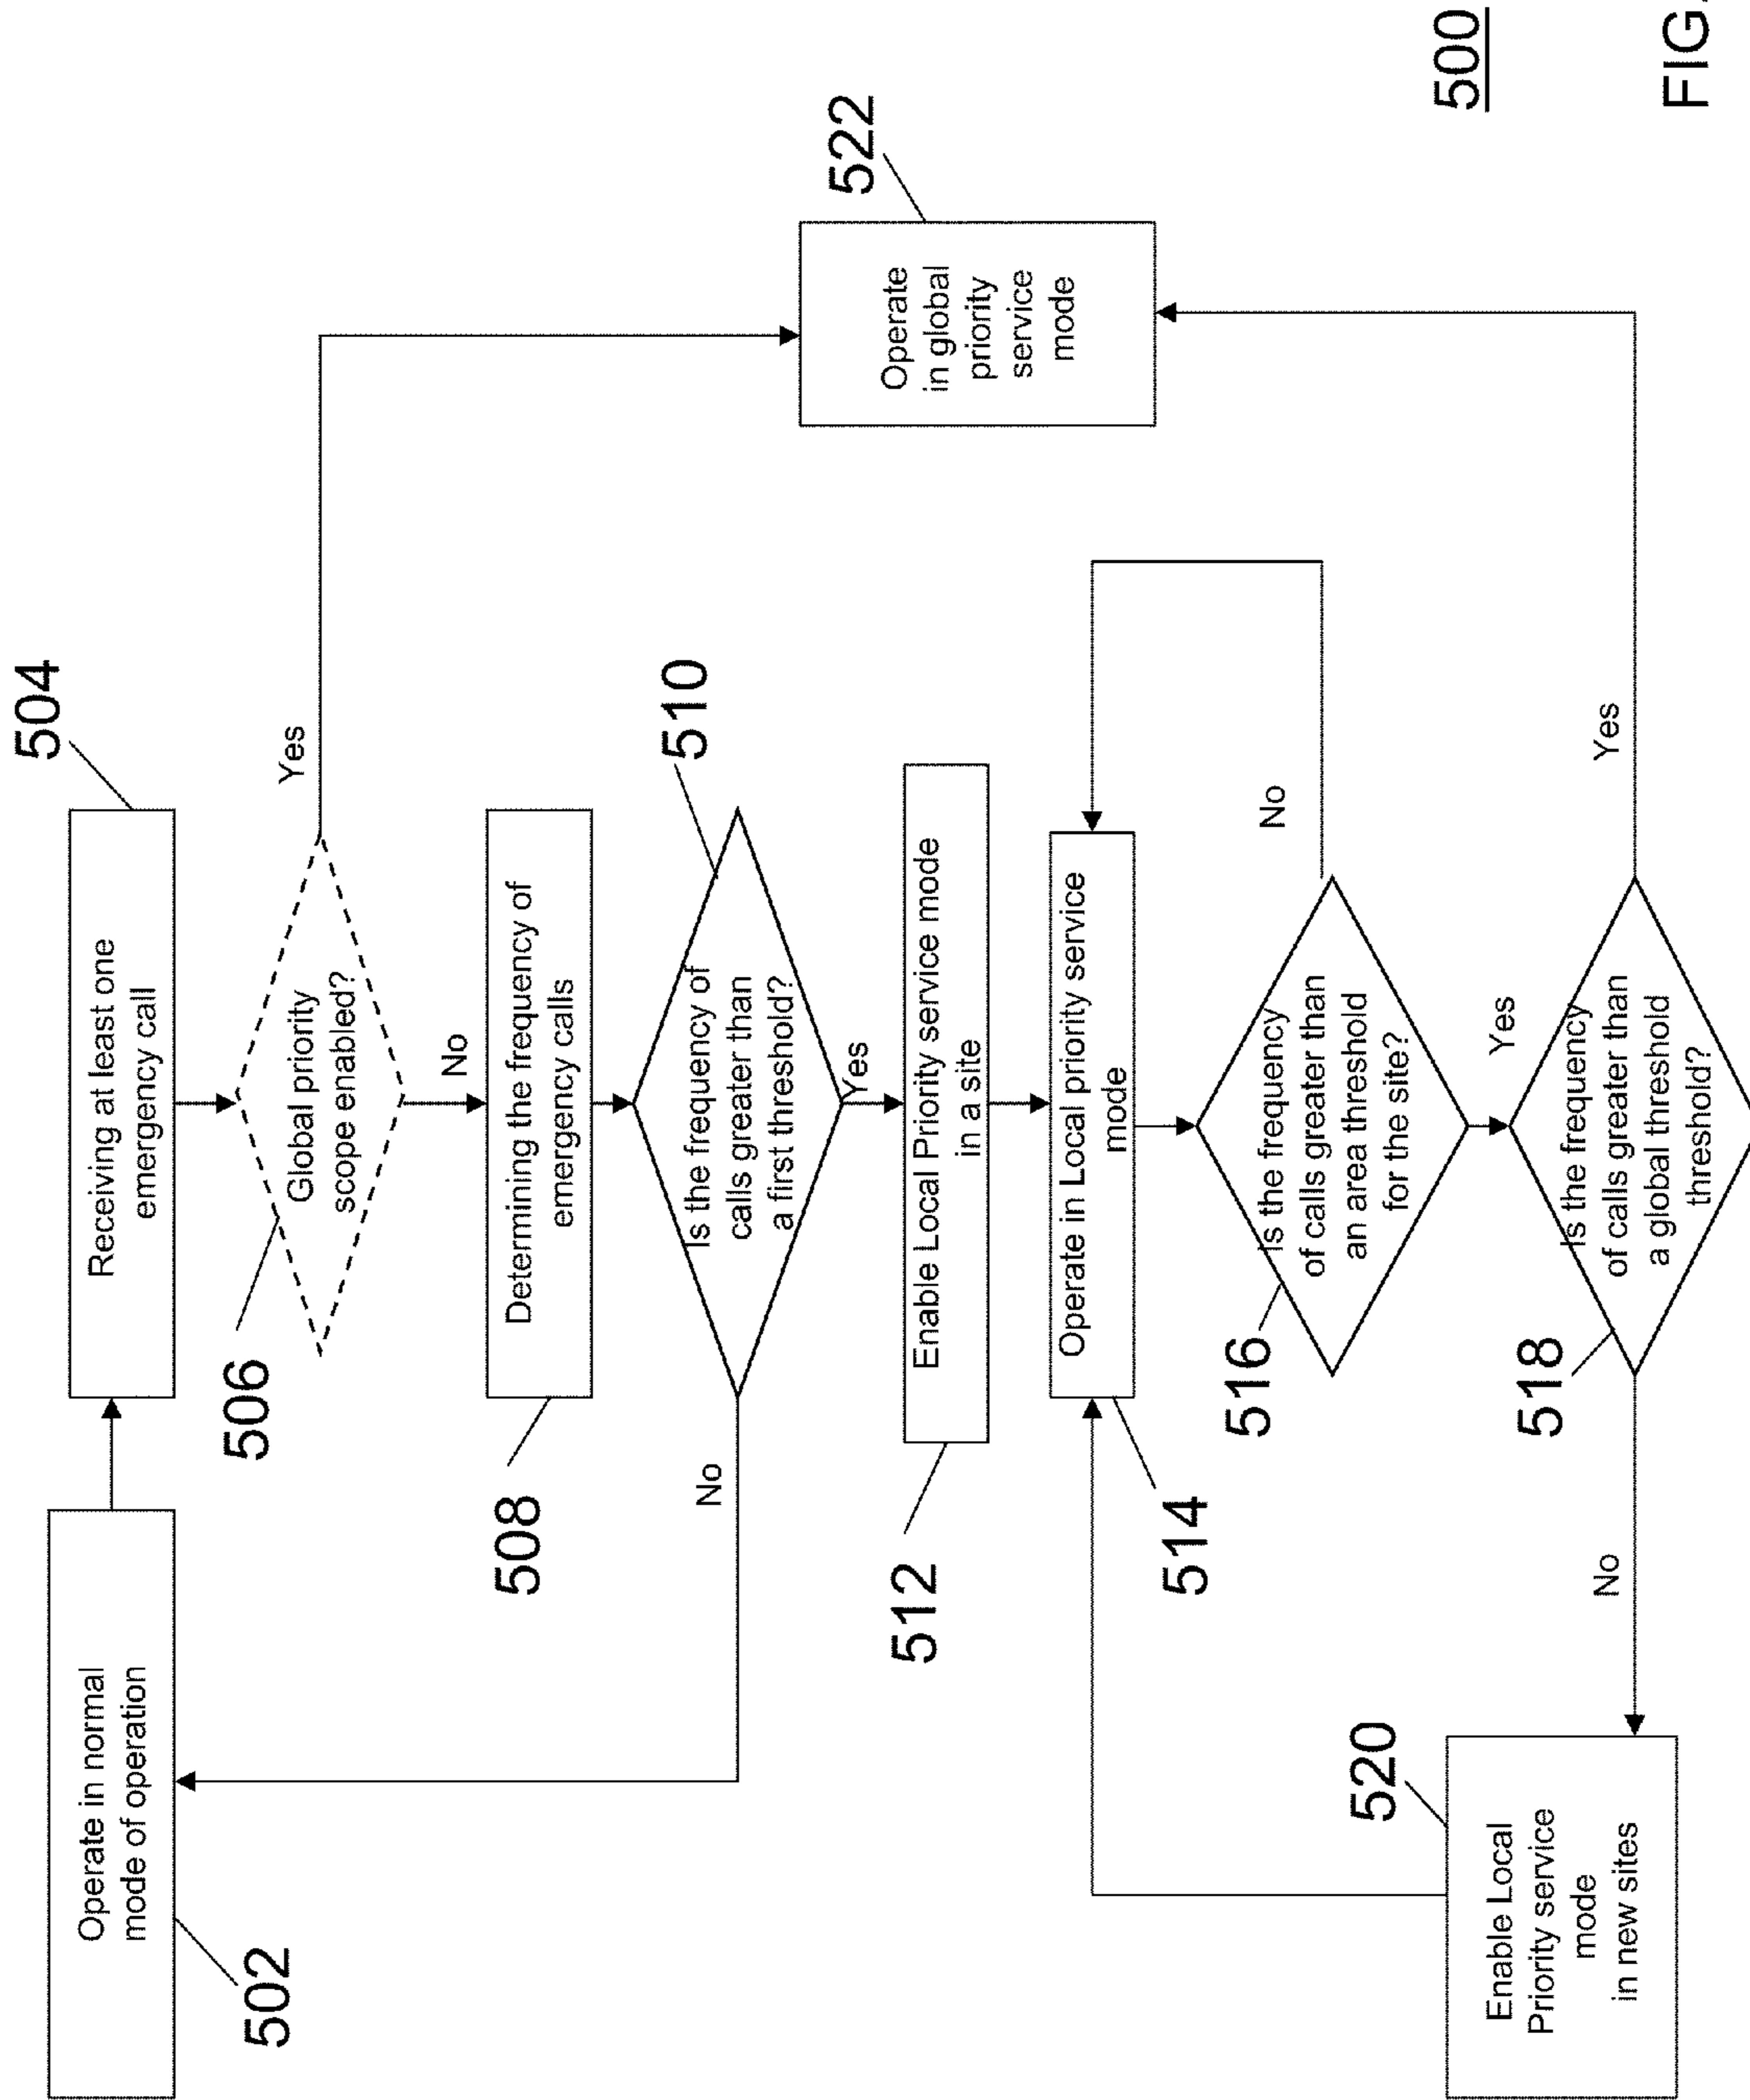 Operate in normal
mode of operation
502
Receiving at least one
emergency call
504
Global priority
scope enabled?
506
Yes
No
Determining the frequency of
emergency calls
508
Is the frequency of
calls greater than
a first threshold?
510
No
Yes
Enable Local Priority service mode
in a site
512
Operate in Local priority service
mode
514
Is the frequency
of calls greater than
an area threshold
for the site?
516
No
Yes
Is the frequency
of calls greater than
a global threshold
threshold?
518
No
Yes
Enable Local
Priority service
mode
in new sites
520
Operate
in global
priority
service
mode
522
500
FIG.